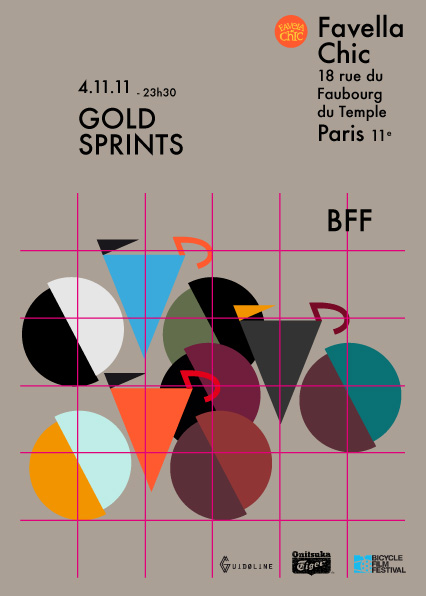 FAVELA
CHIC
Favella
Chic
18 rue du
Faubourg
du Temple
Paris 11e
4.11.11 - 23h30
GOLD
SPRINTS
BFF
GUIDOLINE
Onitsuka
Tiger
BICYCLE
FILM
FESTIVAL